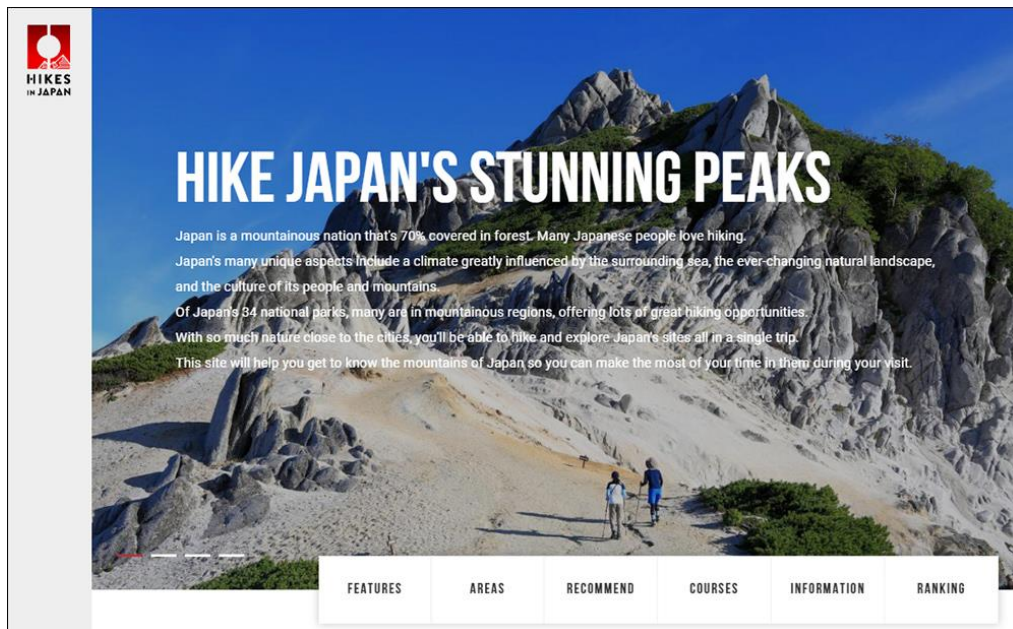 HIKES
IN JAPAN
HIKE JAPAN'S STUNNING PEAKS
Japan is a mountainous nation that's 70% covered in forest. Many Japanese people love hiking.
Japan's many unique aspects include a climate greatly influenced by the surrounding sea, the ever-changing natural landscape,
and the culture of its people and mountains.
Of Japan's 34 national parks, many are in mountainous regions, offering lots of great hiking opportunities.
With so much nature close to the cities, you'll be able to hike and explore Japan's sites all in a single trip.
This site will help you get to know the mountains of Japan so you can make the most of your time in them during your visit.
FEATURES AREAS RECOMMEND COURSES INFORMATION RANKING